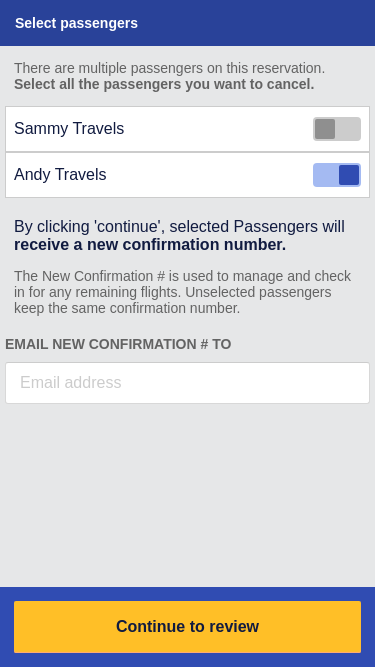 Select passengers
There are multiple passengers on this reservation.
Select all the passengers you want to cancel.
Sammy Travels
Andy Travels
By clicking 'continue', selected Passengers will
receive a new confirmation number.
The New Confirmation # is used to manage and check
in for any remaining flights. Unselected passengers
keep the same confirmation number.
EMAIL NEW CONFIRMATION # TO
Email address
Continue to review